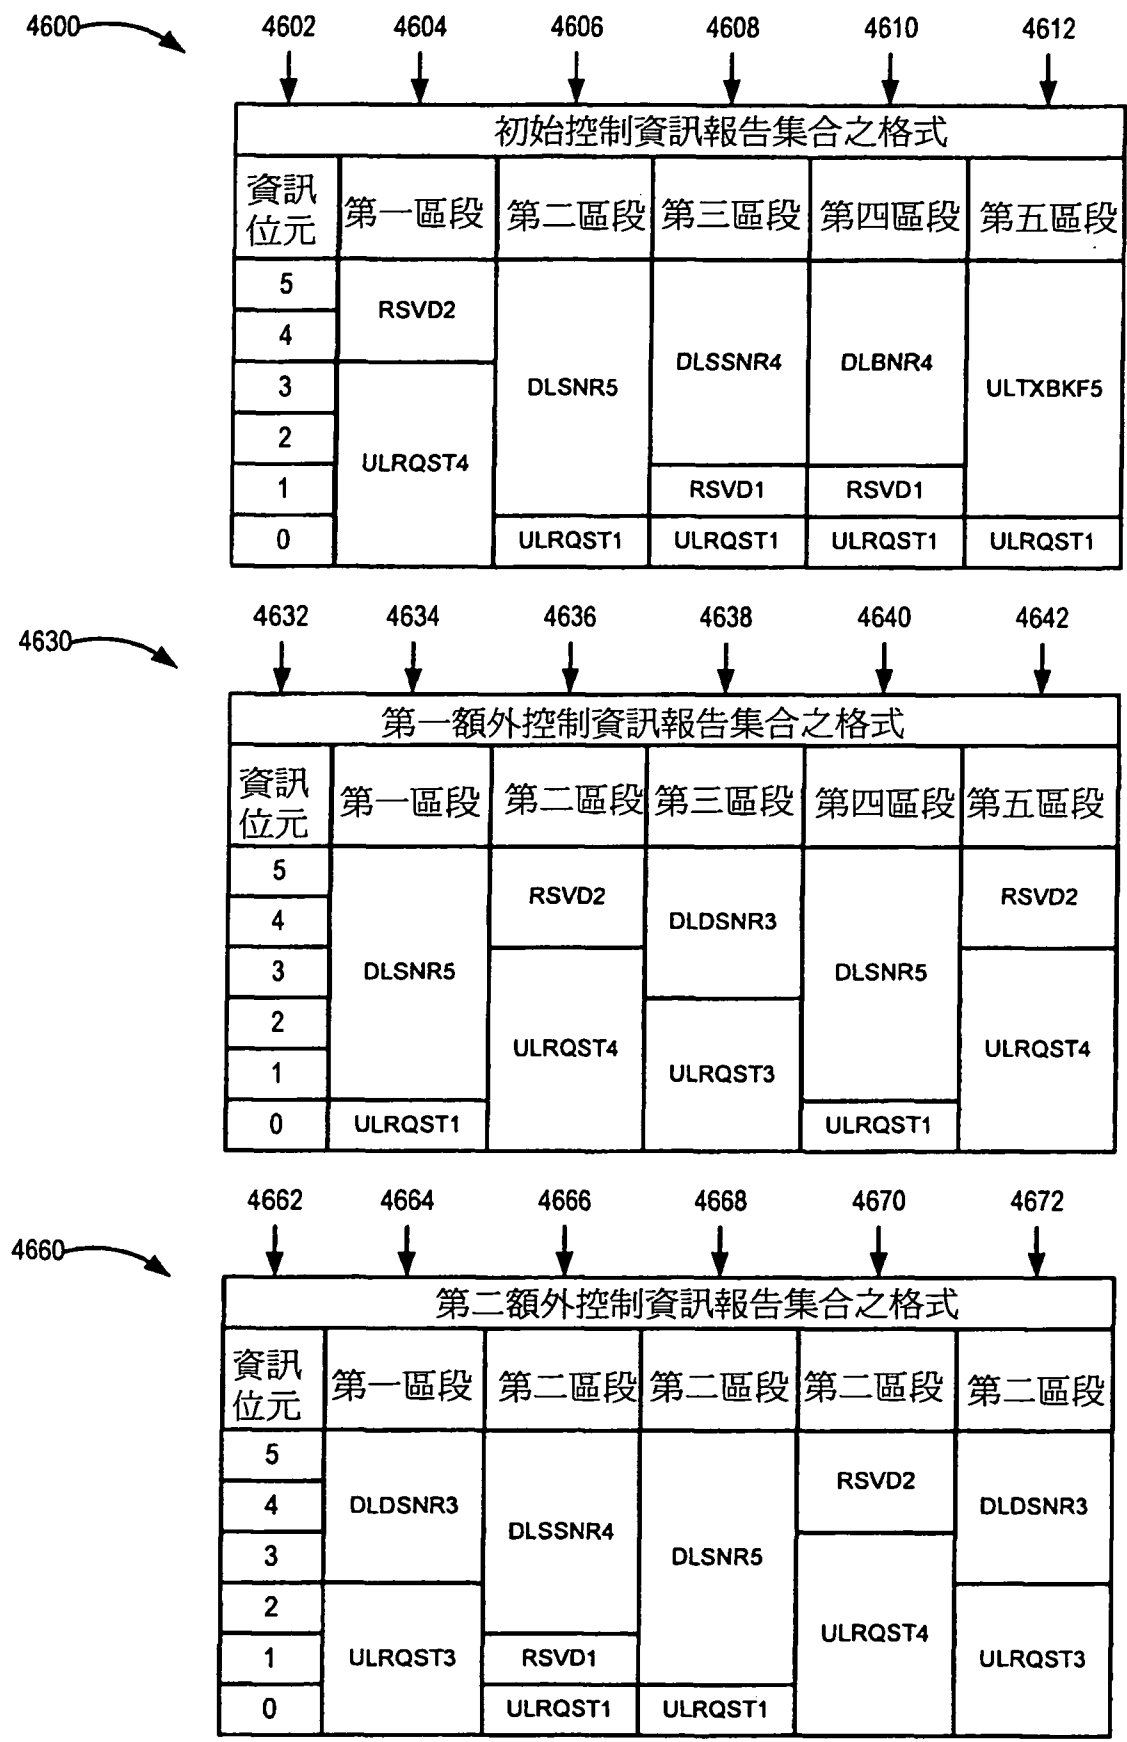 4600
4602 4604 4606 4608 4610 4612
初始控制資訊報告集合之格式
資訊位元 第一區段 第二區段 第三區段 第四區段 第五區段
5
RSVD2
4
DLSSNR4 DLBNR4
3
DLSNR5 ULTXBKF5
2
ULRQST4
1 RSVD1 RSVD1
0 ULRQST1 ULRQST1 ULRQST1 ULRQST1
4630
4632 4634 4636 4638 4640 4642
第一額外控制資訊報告集合之格式
資訊位元 第一區段 第二區段 第三區段 第四區段 第五區段
5
RSVD2 RSVD2
4 DLDSNR3
3 DLSNR5 DLSNR5
2
ULRQST4 ULRQST4
1 ULRQST3
0 ULRQST1 ULRQST1
4660
4662 4664 4666 4668 4670 4672
第二額外控制資訊報告集合之格式
資訊位元 第一區段 第二區段 第二區段 第二區段 第二區段
5
RSVD2
4 DLDSNR3 DLDSNR3
DLSSNR4
3 DLSNR5
2
ULRQST4
1 ULRQST3 RSVD1 ULRQST3
0 ULRQST1 ULRQST1